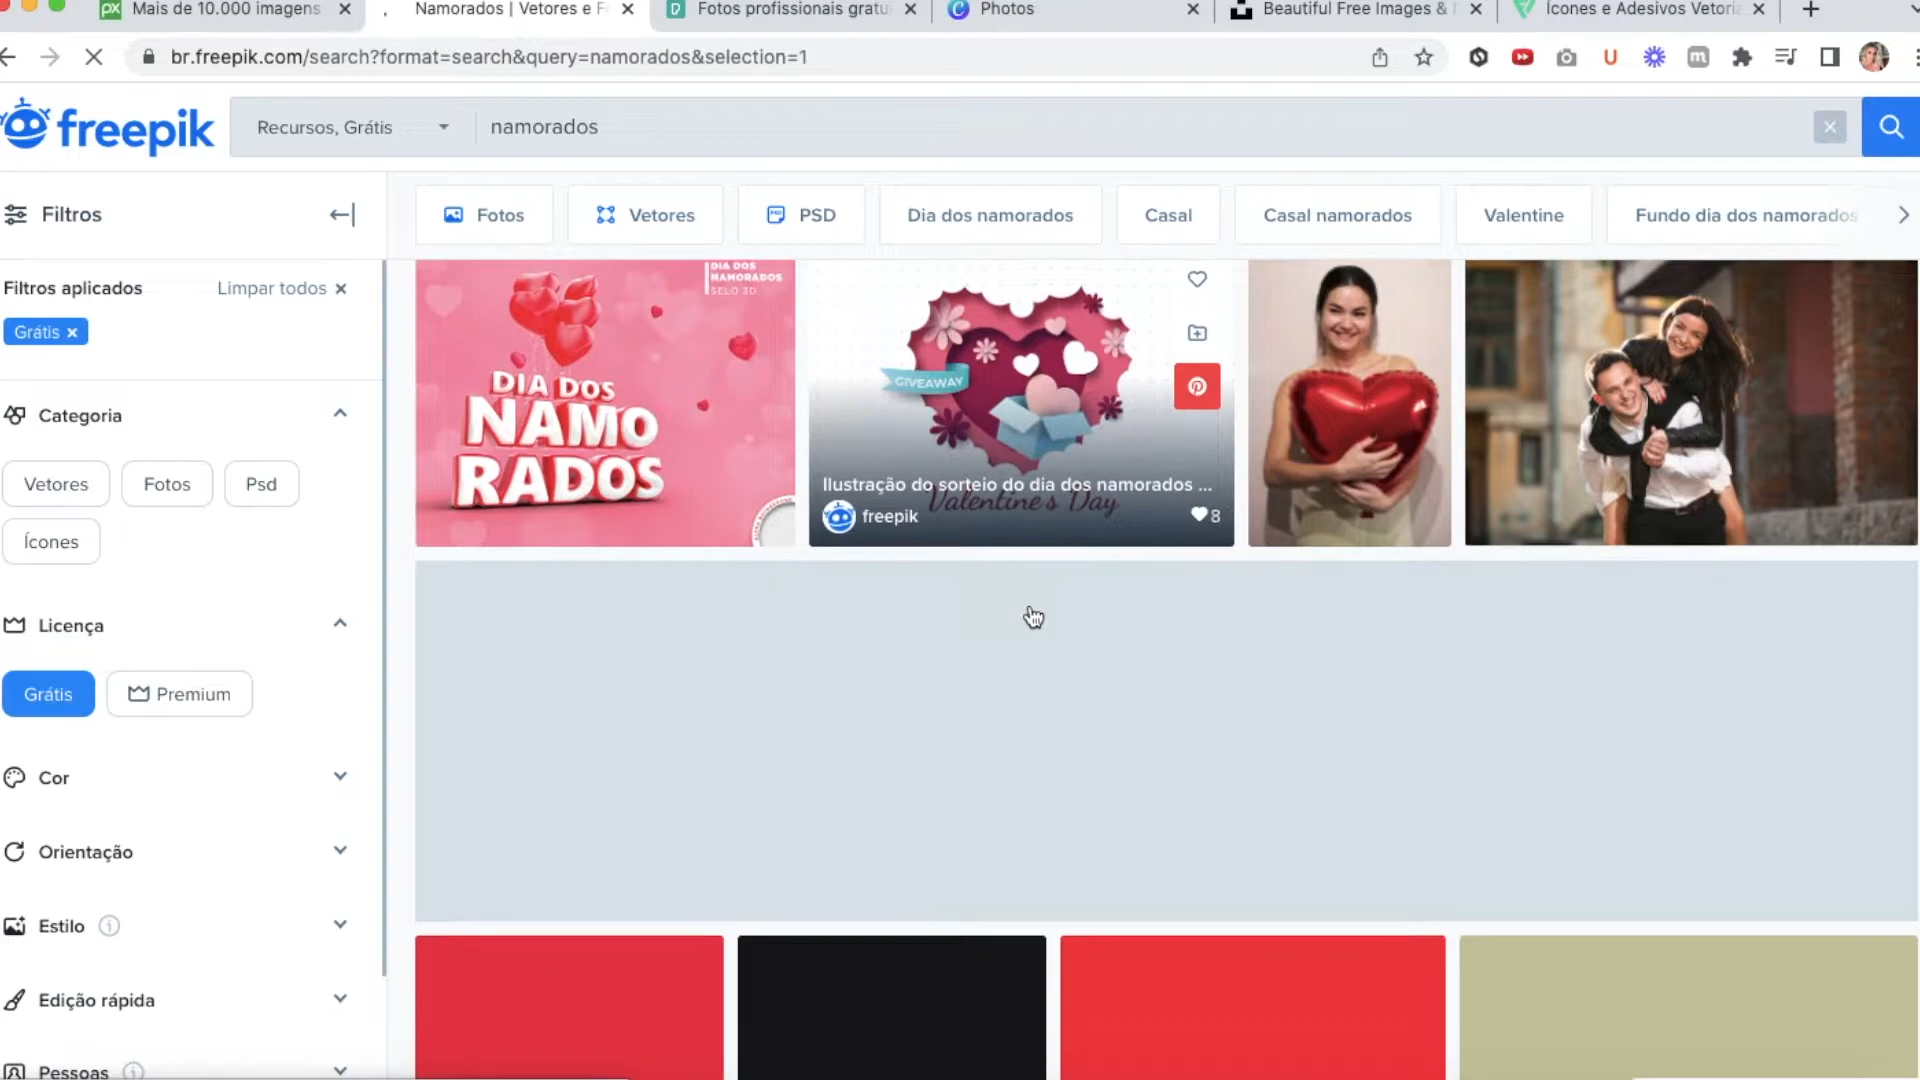 Mais de 10.000 imagens
Namorados | Vetores e F
Fotos profissionais gratu
Photos
Beautiful Free Images &
Ícones e Adesivos Vetori
br.freepik.com/search?format=search&query=namorados&selection=1
freepik
Recursos, Grátis
namorados
Filtros
Fotos
Vetores
PSD
Dia dos namorados
Casal
Casal namorados
Valentine
Fundo dia dos namorados
Filtros aplicados
Limpar todos
Grátis
Categoria
Vetores
Fotos
Psd
Ícones
Licença
Grátis
Premium
Cor
Orientação
Estilo
Edição rápida
Pessoas
DIA DOS
NAMORADOS
SELO 3D
DIA DOS
NAMO
RADOS
GIVEAWAY
Ilustração do sorteio do dia dos namorados ...
Valentine's Day
freepik
8